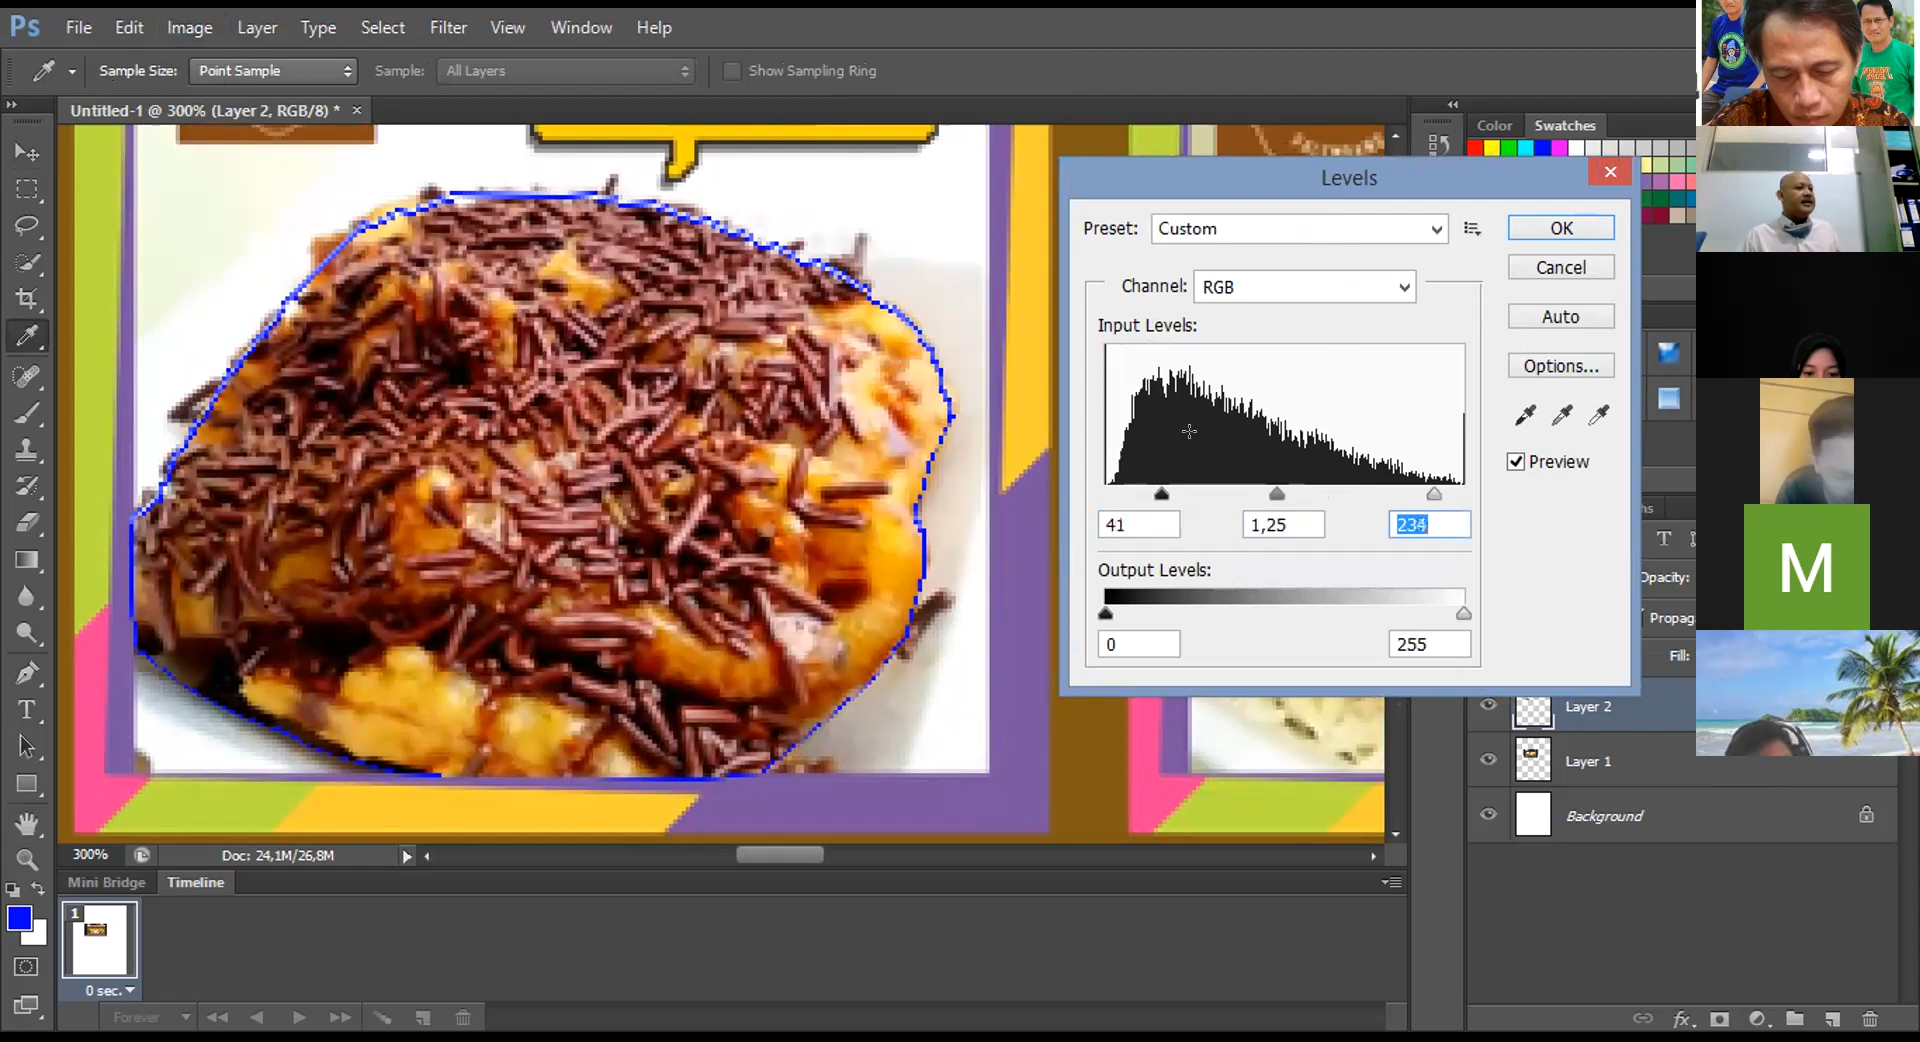 Ps File Edit Image Layer Type Select Filter View Window Help
Sample Size: Point Sample Sample: All Layers Show Sampling Ring
Untitled-1 @ 300% (Layer 2, RGB/8) * ×
Color Swatches
Levels
Preset: Custom
OK
Cancel
Channel: RGB
Auto
Input Levels:
Options...
Preview
41 1,25 234
Output Levels:
0 255
Opacity:
Propag
Fill:
M
Layer 2
Layer 1
Background
300% Doc: 24,1M/26,8M
Mini Bridge Timeline
1
0 sec.
Forever
fx